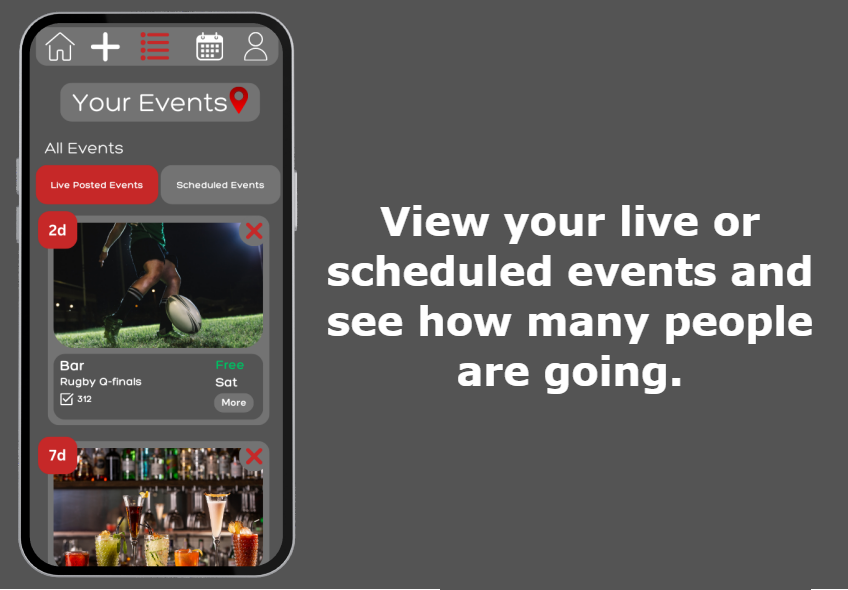 Your Events
All Events
Live Posted Events
Scheduled Events
2d
Bar
Free
Rugby Q-finals
Sat
312
More
7d
View your live or
scheduled events and
see how many people
are going.